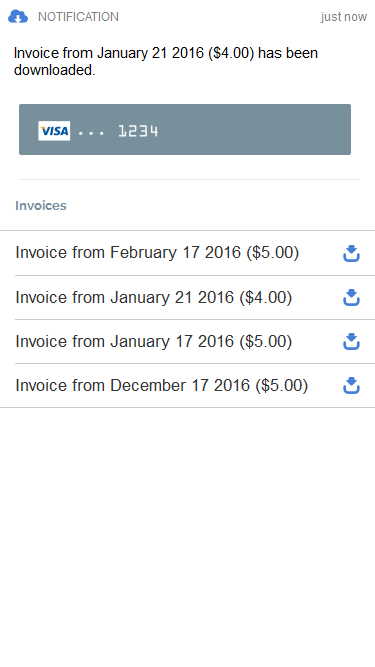 NOTIFICATION just now
Invoice from January 21 2016 ($4.00) has been
downloaded.
VISA ... 1234
Invoices
Invoice from February 17 2016 ($5.00)
Invoice from January 21 2016 ($4.00)
Invoice from January 17 2016 ($5.00)
Invoice from December 17 2016 ($5.00)